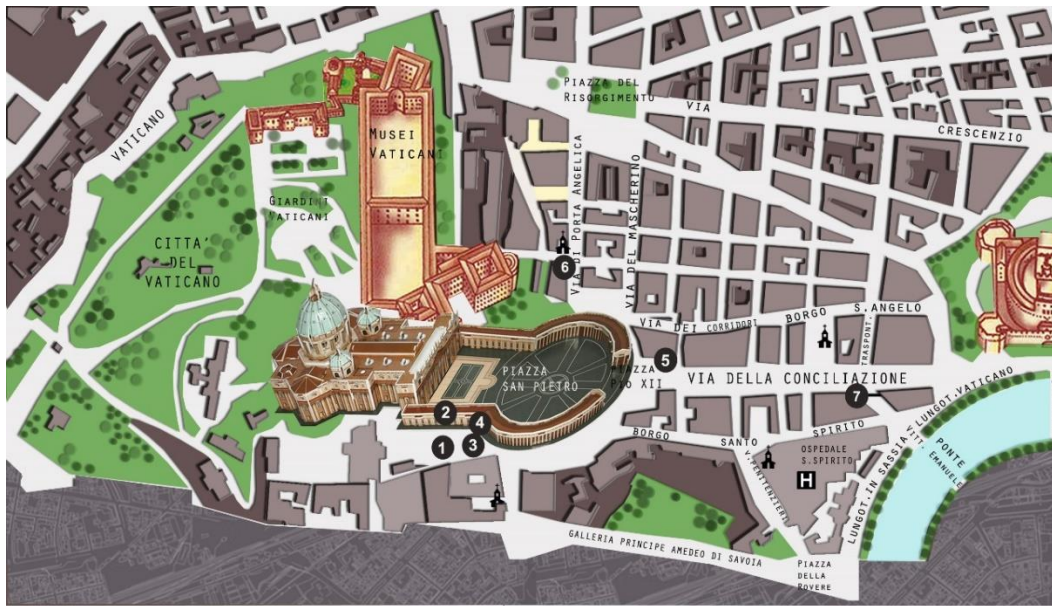 PIAZZA DEL
RISORGIMENTO
VIA
CRESCENZIO
VATICANO
MUSEI
VATICANI
VIA DI PORTA ANGELICA
VIA DEL MASCHERINO
GIARDINI
VATICANI
CITTA'
DEL
VATICANO
6
S.ANGELO
BORGO
VIA DEI CORRIDORI
TRASPONT.
5
PIAZZA
SAN PIETRO
PIAZZA
PIO XII
VIA DELLA CONCILIAZIONE
7
2
4
1
3
BORGO
SANTO
SPIRITO
V. LUNGOT.VATICANO
OSPEDALE
S.SPIRITO
H
V.PENITENZIERI
LUNGOT.IN SASSIA
PONTE
VITT. EMANUELE
GALLERIA PRINCIPE AMEDEO DI SAVOIA
PIAZZA
DELLA
ROVERE